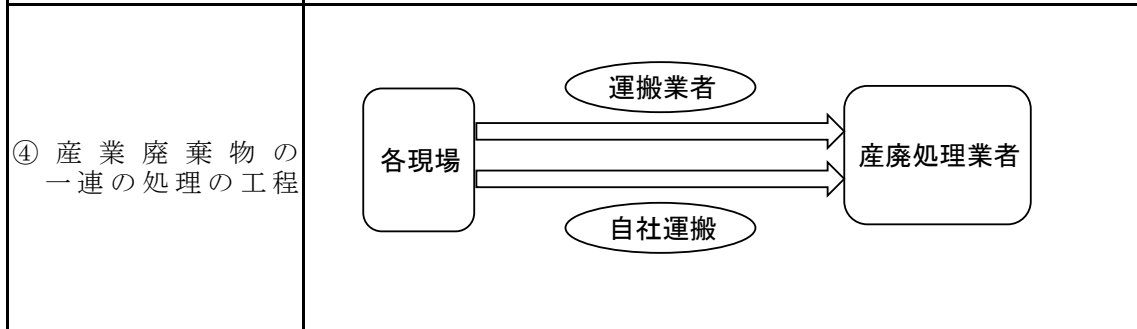 ④産業廃棄物の
一連の処理の工程
運搬業者
各現場
産廃処理業者
自社運搬